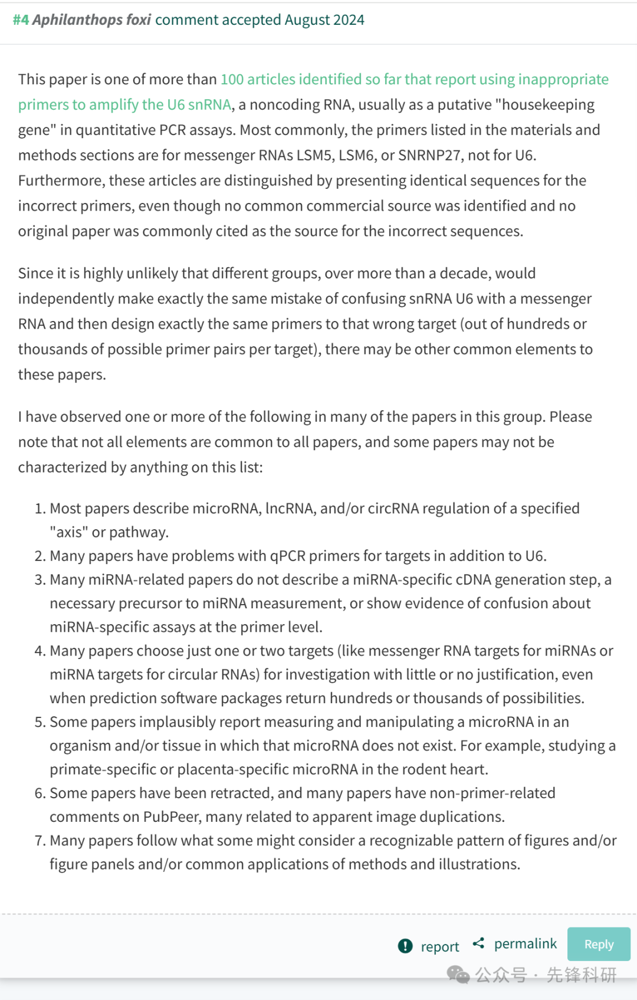 #4 Aphilanthops foxi comment accepted August 2024
This paper is one of more than 100 articles identified so far that report using inappropriate
primers to amplify the U6 snRNA, a noncoding RNA, usually as a putative "housekeeping
gene" in quantitative PCR assays. Most commonly, the primers listed in the materials and
methods sections are for messenger RNAs LSM5, LSM6, or SNRNP27, not for U6.
Furthermore, these articles are distinguished by presenting identical sequences for the
incorrect primers, even though no common commercial source was identified and no
original paper was commonly cited as the source for the incorrect sequences.
Since it is highly unlikely that different groups, over more than a decade, would
independently make exactly the same mistake of confusing snRNA U6 with a messenger
RNA and then design exactly the same primers to that wrong target (out of hundreds or
thousands of possible primer pairs per target), there may be other common elements to
these papers.
I have observed one or more of the following in many of the papers in this group. Please
note that not all elements are common to all papers, and some papers may not be
characterized by anything on this list:
1. Most papers describe microRNA, lncRNA, and/or circRNA regulation of a specified
"axis" or pathway.
2. Many papers have problems with qPCR primers for targets in addition to U6.
3. Many miRNA-related papers do not describe a miRNA-specific cDNA generation step, a
necessary precursor to miRNA measurement, or show evidence of confusion about
miRNA-specific assays at the primer level.
4. Many papers choose just one or two targets (like messenger RNA targets for miRNAs or
miRNA targets for circular RNAs) for investigation with little or no justification, even
when prediction software packages return hundreds or thousands of possibilities.
5. Some papers implausibly report measuring and manipulating a microRNA in an
organism and/or tissue in which that microRNA does not exist. For example, studying a
primate-specific or placenta-specific microRNA in the rodent heart.
6. Some papers have been retracted, and many papers have non-primer-related
comments on PubPeer, many related to apparent image duplications.
7. Many papers follow what some might consider a recognizable pattern of figures and/or
figure panels and/or common applications of methods and illustrations.
report permalink Reply
公众号 · 先锋科研